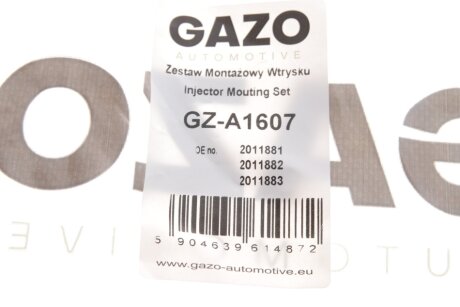 GAZO
AUTOMOTIVE
Zestaw Montażowy Wtrysku
Injector Mouting Set
GZ-A1607
OE no. 2011881
2011882
2011883
5 904639 614872
www.gazo-automotive.eu